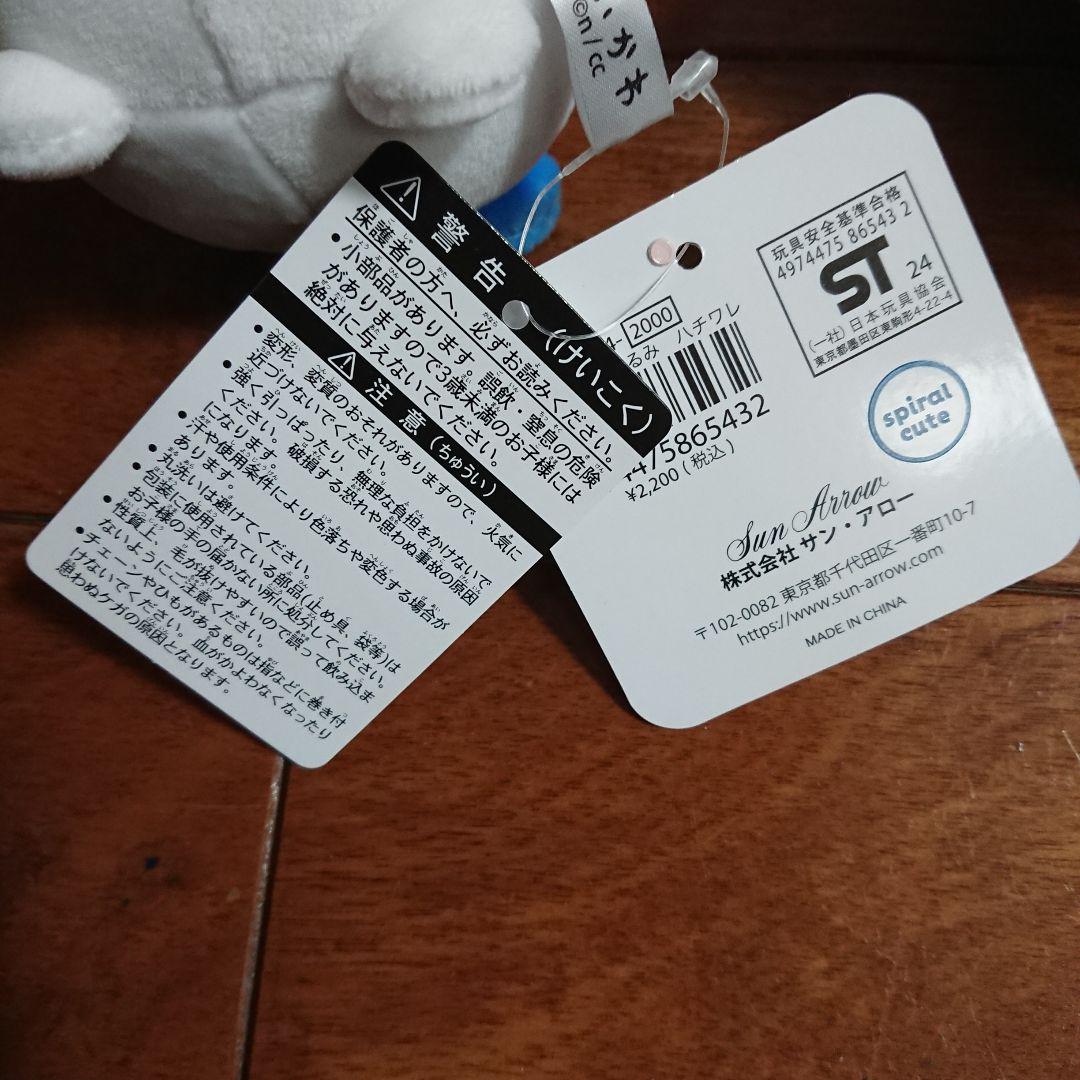 いかわ
©n/cc
警告(けいこく)
保護者の方へ、必ずお読みください。
・小部品があります。誤飲・窒息の危険
がありますので3歳未満のお子様には
絶対に与えないでください。
注意(ちゅうい)
・変形、変質のおそれがありますので、火気に
近づけないでください。
・強く引っぱったり、無理な負担をかけないで
ください。破損する恐れや思わぬ事故の原因
になります。
・汗や使用条件により色落ちや変色する場合が
あります。
・丸洗いは避けてください。
・包装に使用されている部品(止め具、袋等)は
お子様の手の届かない所に処分してください。
・性質上、毛が抜けやすいので誤って飲み込ま
ないようにご注意ください。
・チェーンやひもがあるものは指などに巻き付
けないでください。血がかよわなくなったり
思わぬケガの原因となります。
2000
るみ ハチワレ
475865432
¥2,200(税込)
玩具安全基準合格
4974475 86543 2
ST 24
(一社)日本玩具協会
東京都墨田区東駒形4-22-4
spiral
cute
Sun Arrow
株式会社 サン・アロー
〒102-0082 東京都千代田区一番町10-7
https://www.sun-arrow.com
MADE IN CHINA